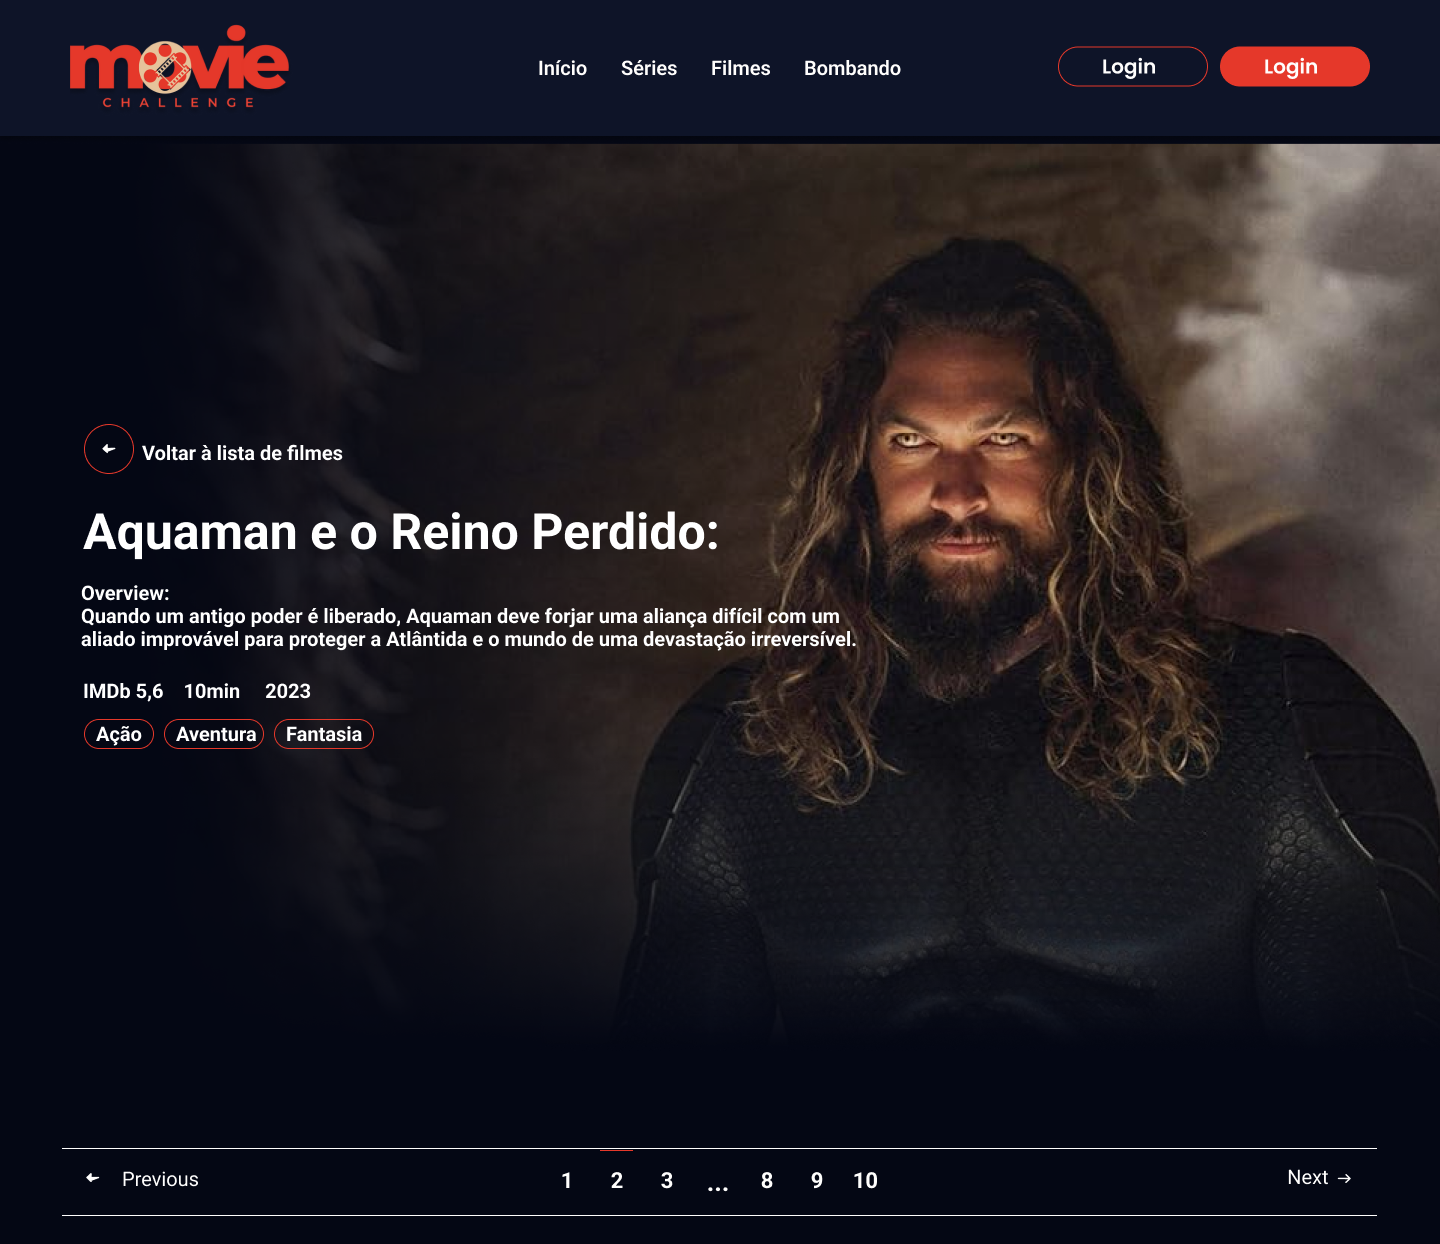 movie
CHALLENGE
Início Séries Filmes Bombando
Login Login
Voltar à lista de filmes
Aquaman e o Reino Perdido:
Overview:
Quando um antigo poder é liberado, Aquaman deve forjar uma aliança difícil com um
aliado improvável para proteger a Atlântida e o mundo de uma devastação irreversível.
IMDb 5,6 10min 2023
Ação Aventura Fantasia
Previous 1 2 3 ... 8 9 10 Next